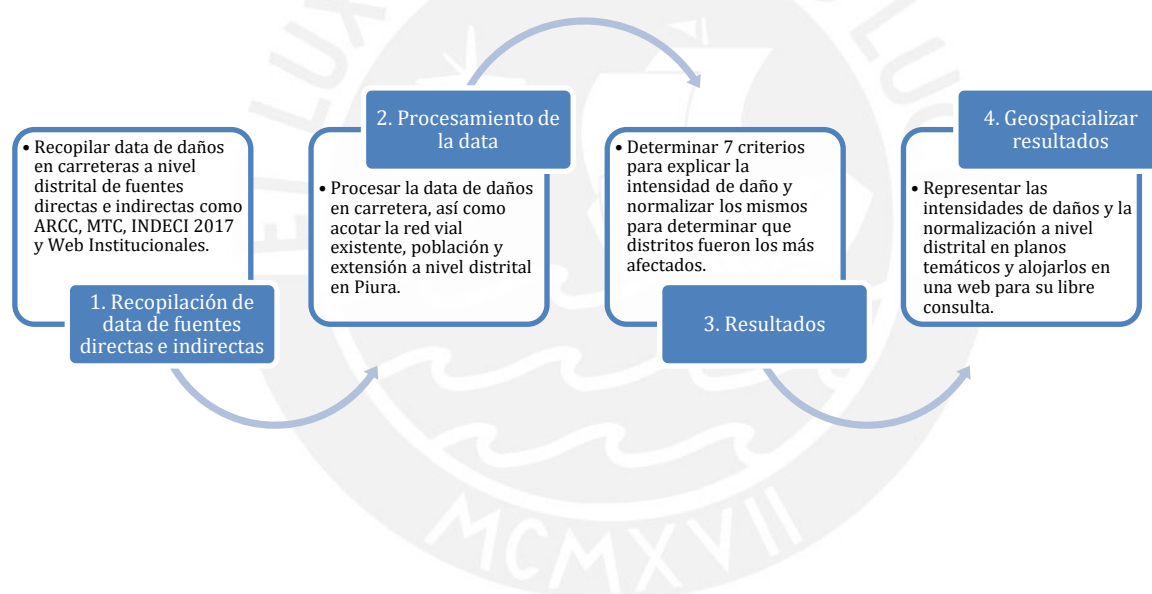 • Recopilar data de daños
en carreteras a nivel
distrital de fuentes
directas e indirectas como
ARCC, MTC, INDECI 2017
y Web Institucionales.
1. Recopilación de
data de fuentes
directas e indirectas
2. Procesamiento de
la data
• Procesar la data de daños
en carretera, así como
acotar la red vial
existente, población y
extensión a nivel distrital
en Piura.
• Determinar 7 criterios
para explicar la
intensidad de daño y
normalizar los mismos
para determinar que
distritos fueron los más
afectados.
3. Resultados
4. Geospacializar
resultados
• Representar las
intensidades de daños y la
normalización a nivel
distrital en planos
temáticos y alojarlos en
una web para su libre
consulta.
MCMXVII